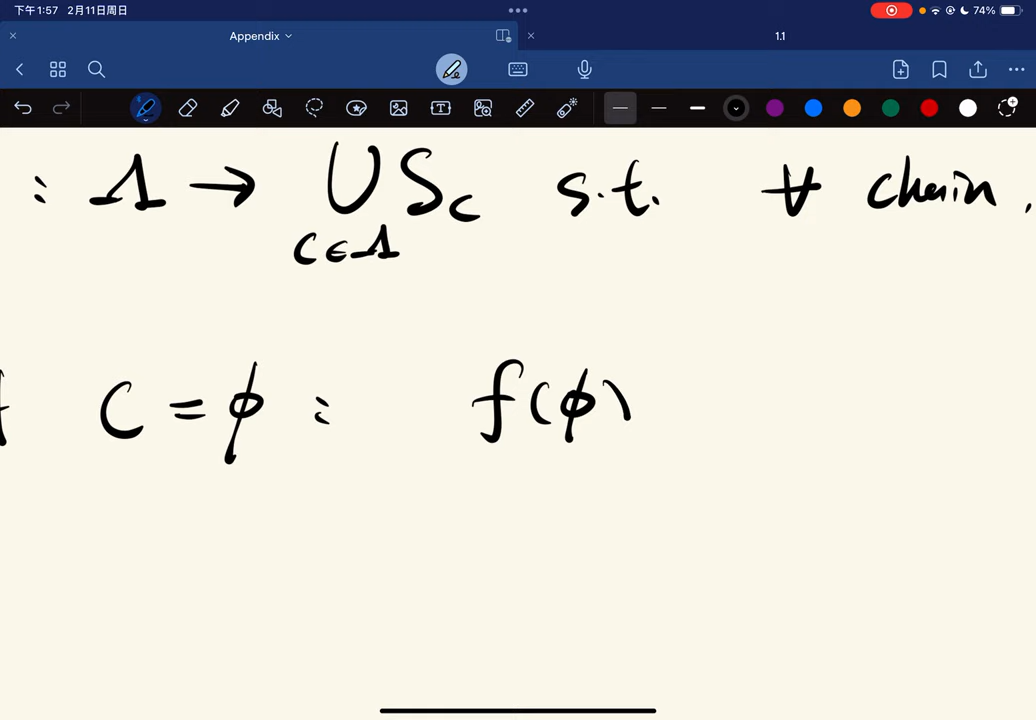 下午1:57 2月11日周日
74%
Appendix
1.1
: Λ → ∪ S_c s.t. ∀ chain
c∈Λ
C = ϕ : f(ϕ)